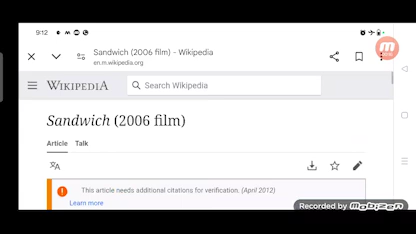 9:12
Sandwich (2006 film) - Wikipedia
en.m.wikipedia.org
WIKIPEDIA
Search Wikipedia
Sandwich (2006 film)
Article Talk
This article needs additional citations for verification. (April 2012)
Learn more
Recorded by Mobizen